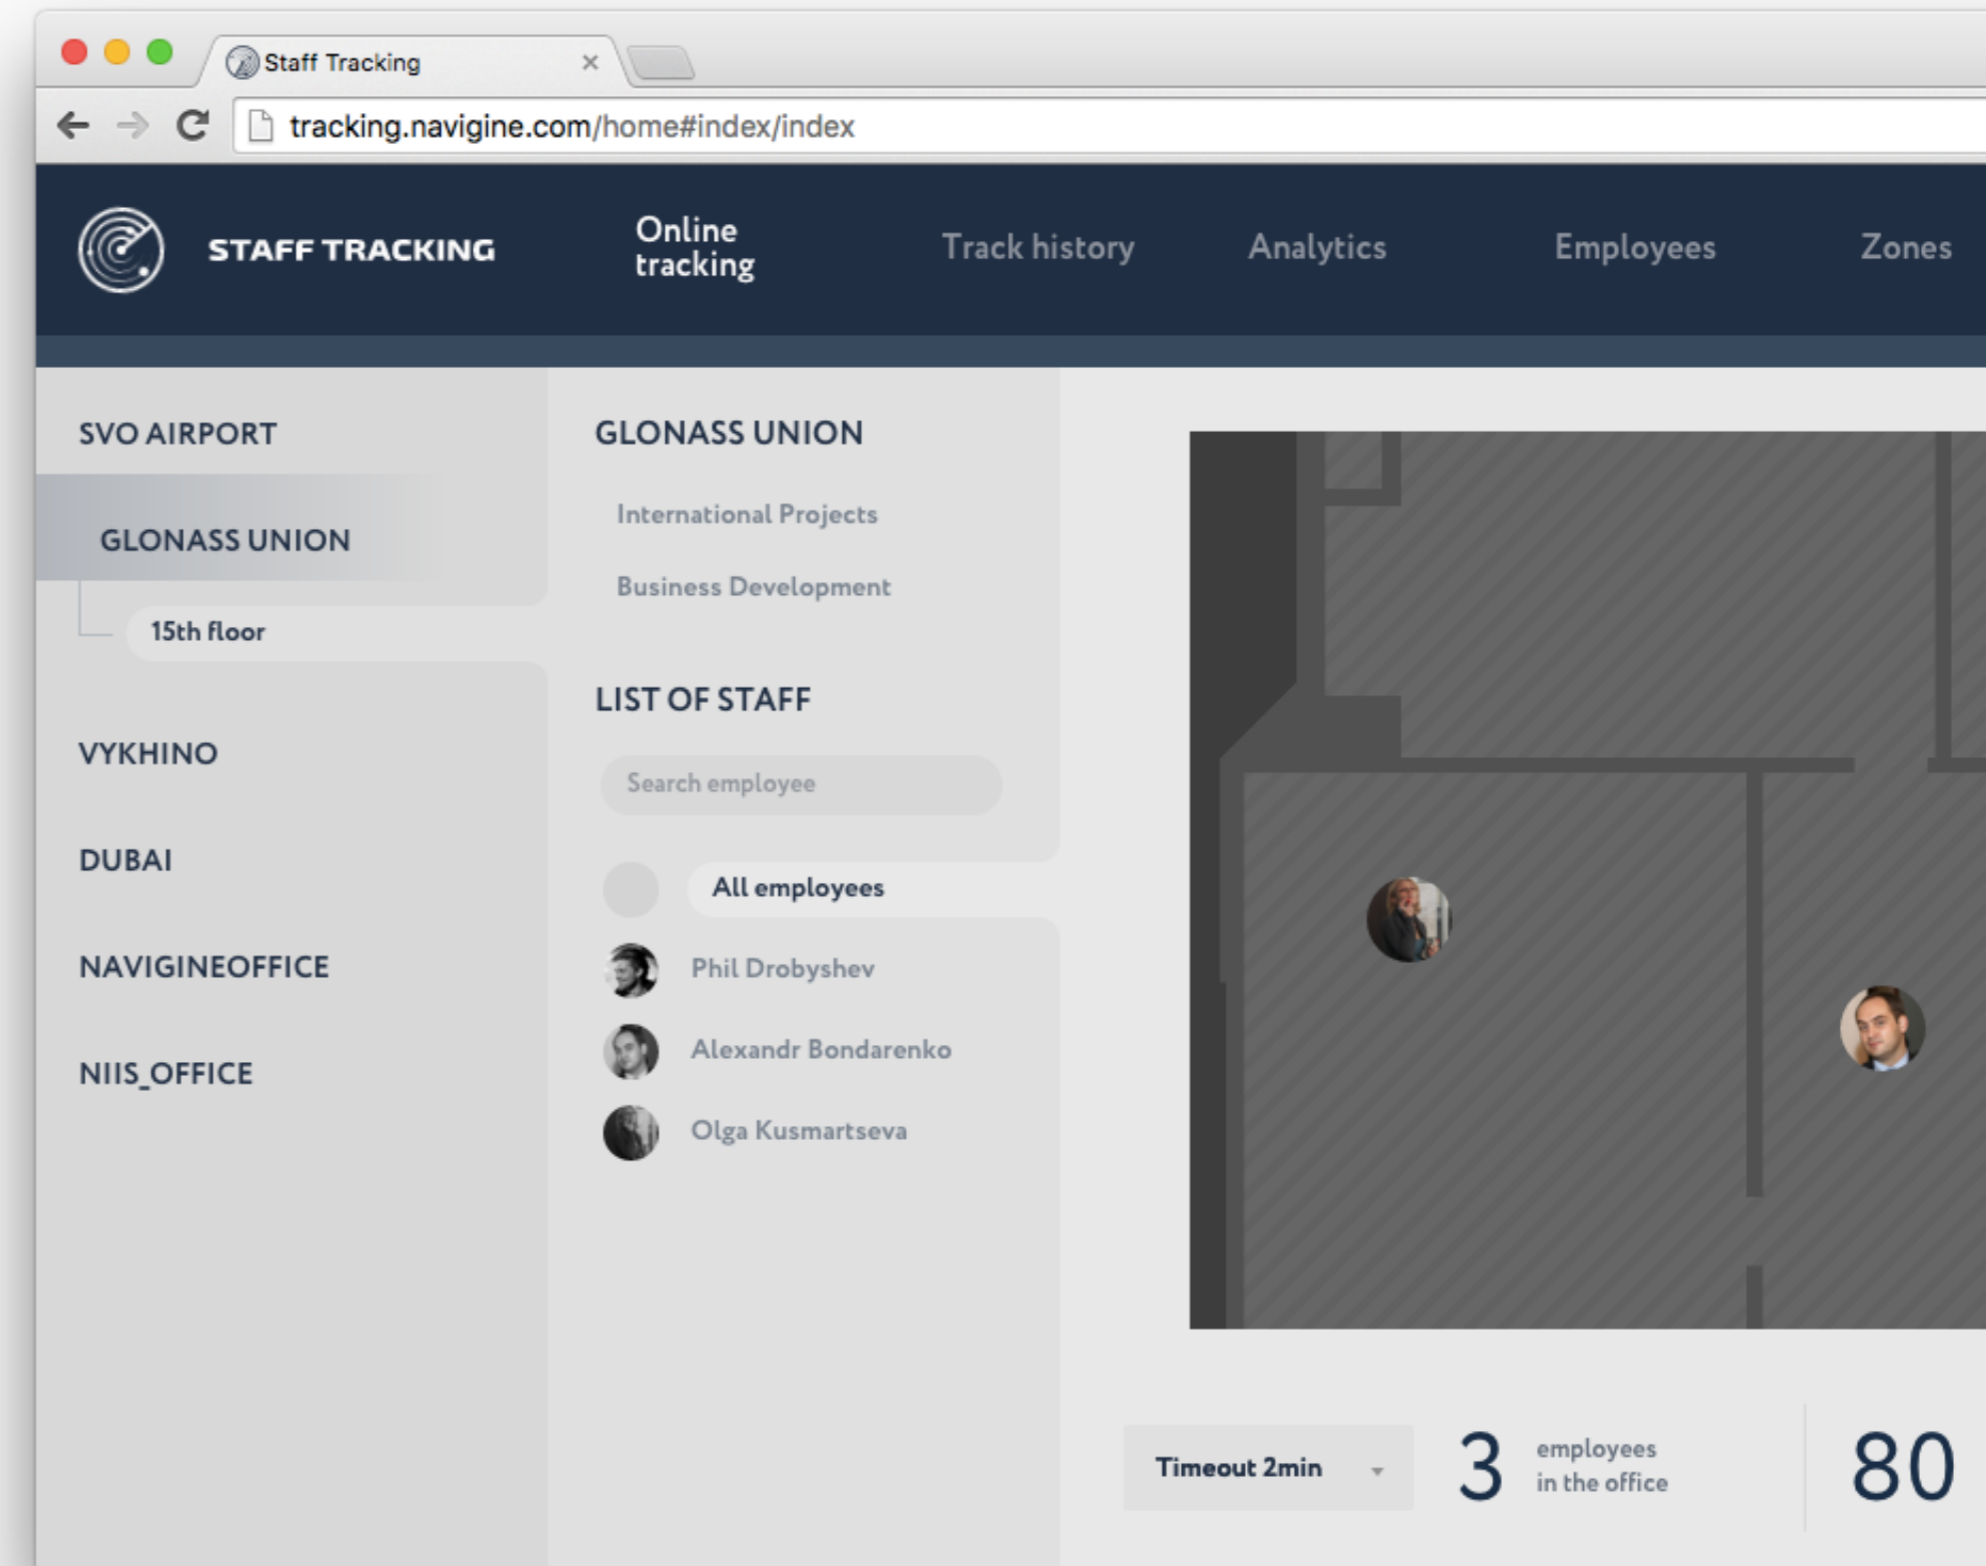 Staff Tracking
tracking.navigine.com/home#index/index
STAFF TRACKING
Online
tracking
Track history
Analytics
Employees
Zones
SVO AIRPORT
GLONASS UNION
15th floor
VYKHINO
DUBAI
NAVIGINEOFFICE
NIIS_OFFICE
GLONASS UNION
International Projects
Business Development
LIST OF STAFF
Search employee
All employees
Phil Drobyshev
Alexandr Bondarenko
Olga Kusmartseva
Timeout 2min
3
employees
in the office
80